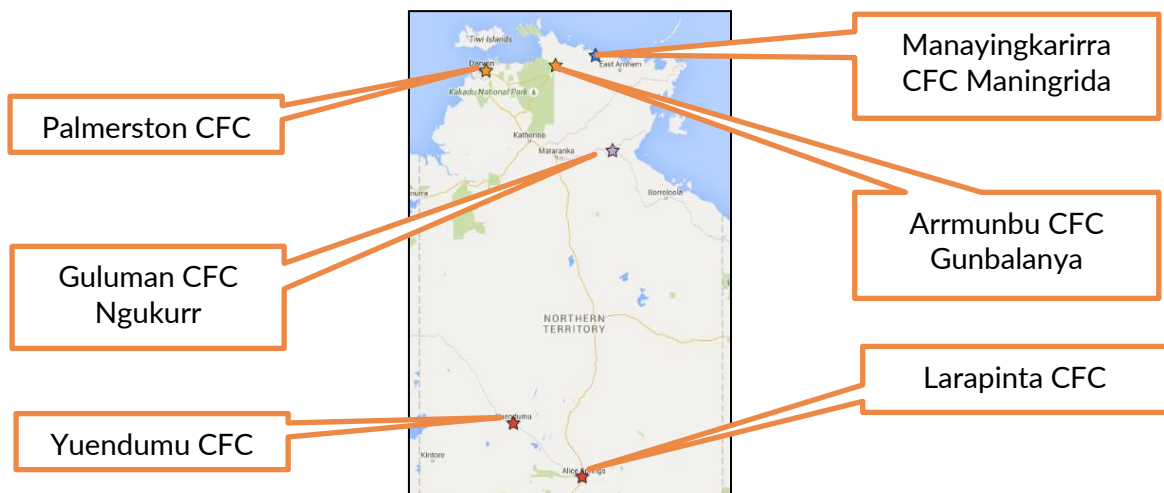 Palmerston CFC
Guluman CFC
Ngukurr
Yuendumu CFC
Tiwi Islands
Darwin
East Arnhem
Kakadu National Park
Katherine
Mataranka
Borroloola
NORTHERN
TERRITORY
Yuendumu
Kintore
Alice Springs
Manayingkarirra
CFC Maningrida
Arrmunbu CFC
Gunbalanya
Larapinta CFC